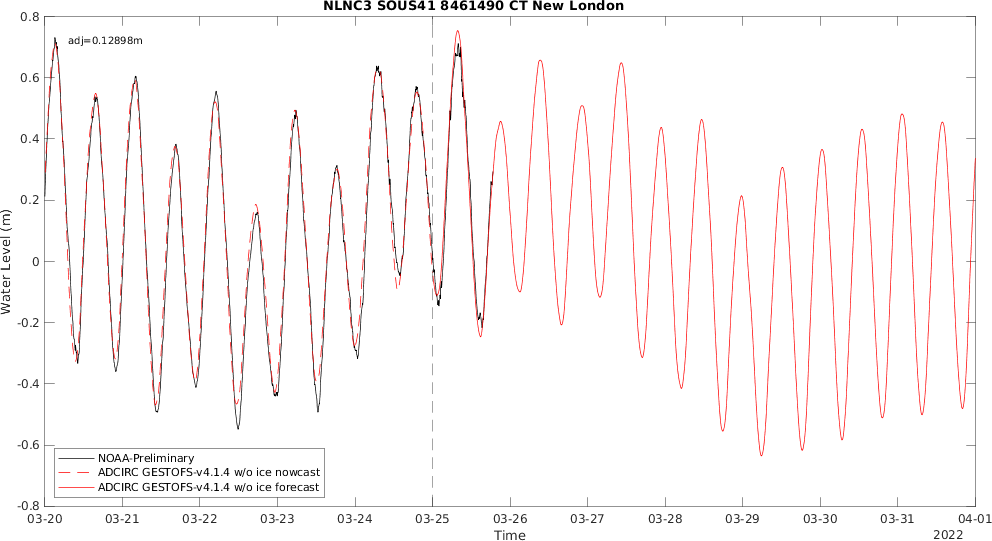 NLNC3 SOUS41 8461490 CT New London
adj=0.12898m
0.8
0.6
0.4
0.2
0
-0.2
-0.4
-0.6
-0.8
Water Level (m)
NOAA-Preliminary
ADCIRC GESTOFS-v4.1.4 w/o ice nowcast
ADCIRC GESTOFS-v4.1.4 w/o ice forecast
03-20 03-21 03-22 03-23 03-24 03-25 03-26 03-27 03-28 03-29 03-30 03-31 04-01
Time
2022